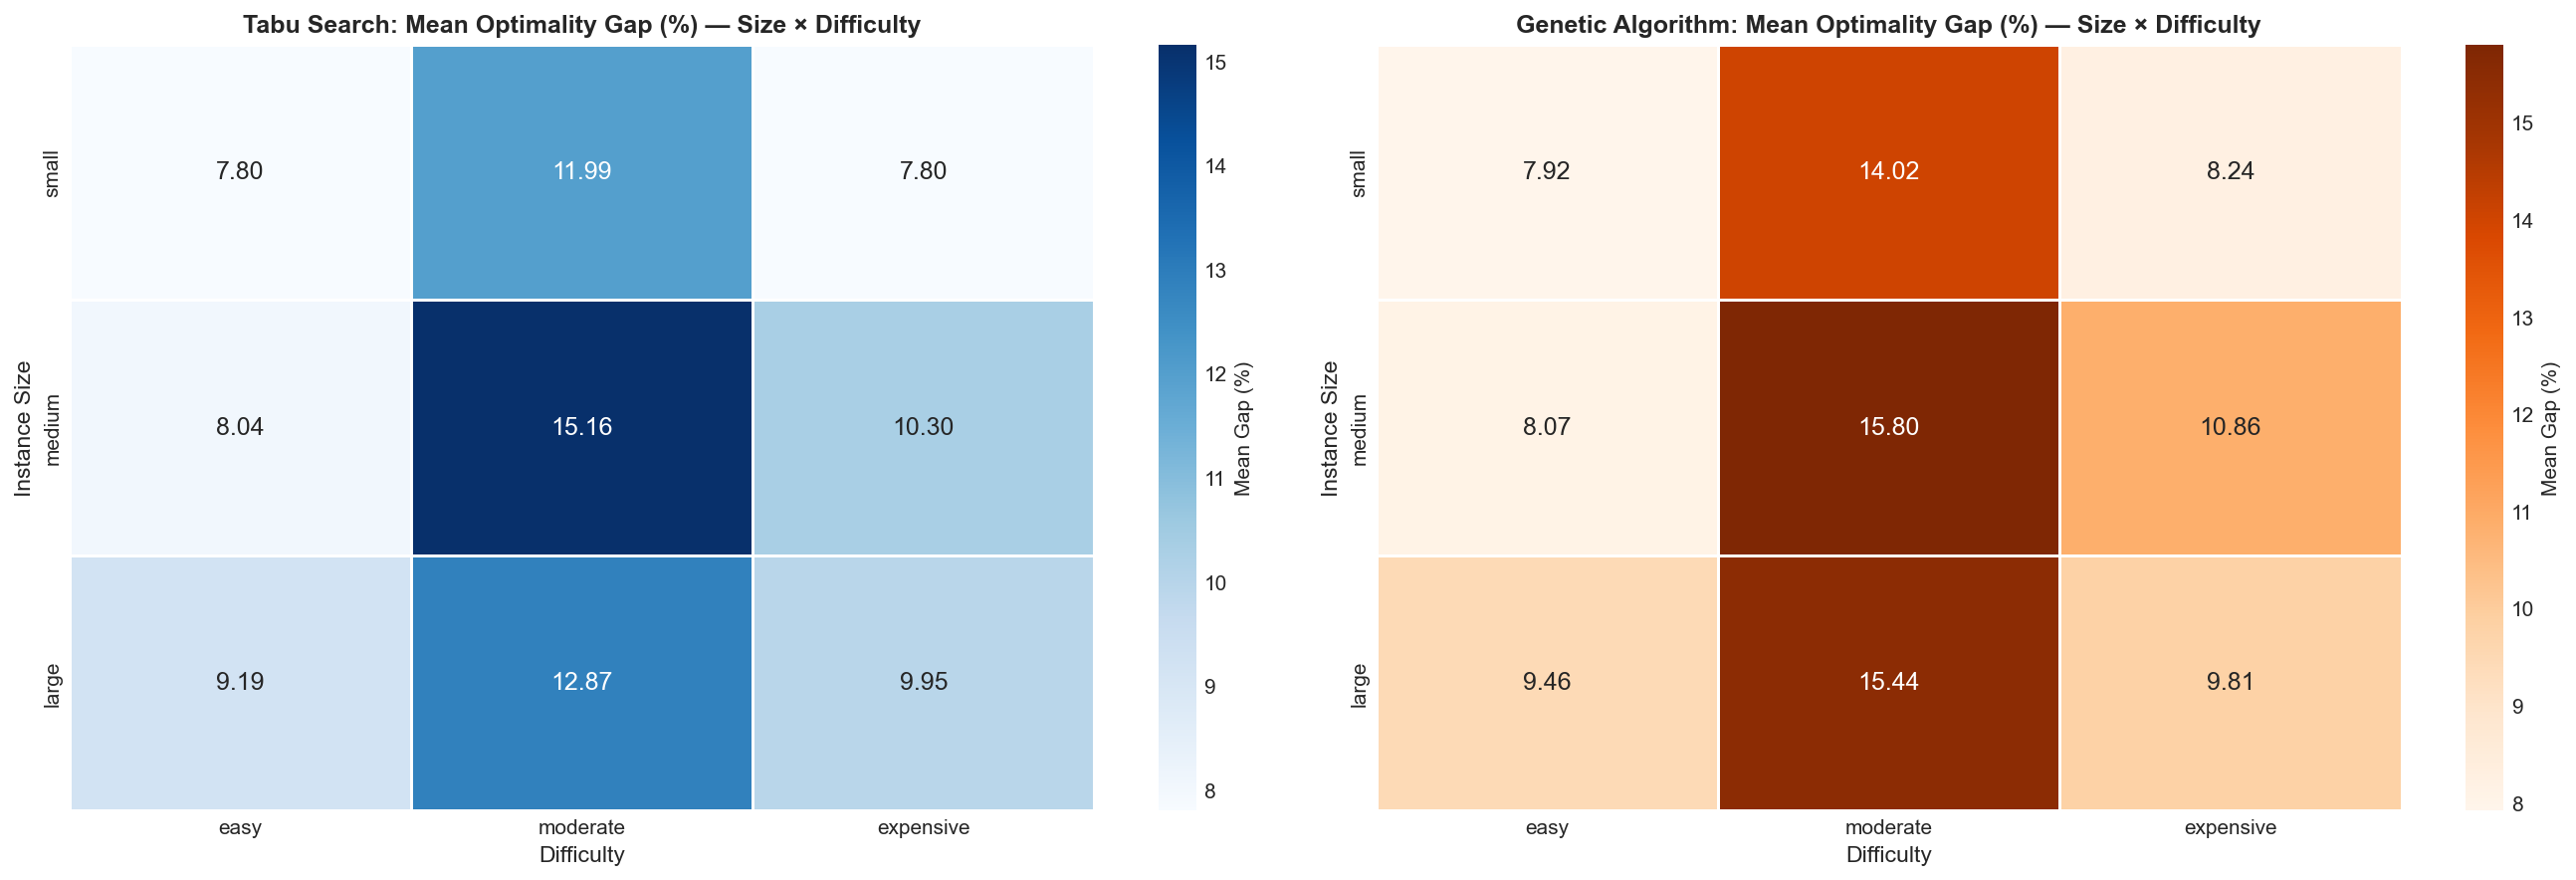 Tabu Search: Mean Optimality Gap (%) — Size × Difficulty
Instance Size
small
7.80
11.99
7.80
medium
8.04
15.16
10.30
large
9.19
12.87
9.95
easy
moderate
expensive
Difficulty
15
14
13
12
11
10
9
8
Mean Gap (%)
Genetic Algorithm: Mean Optimality Gap (%) — Size × Difficulty
Instance Size
small
7.92
14.02
8.24
medium
8.07
15.80
10.86
large
9.46
15.44
9.81
easy
moderate
expensive
Difficulty
15
14
13
12
11
10
9
8
Mean Gap (%)